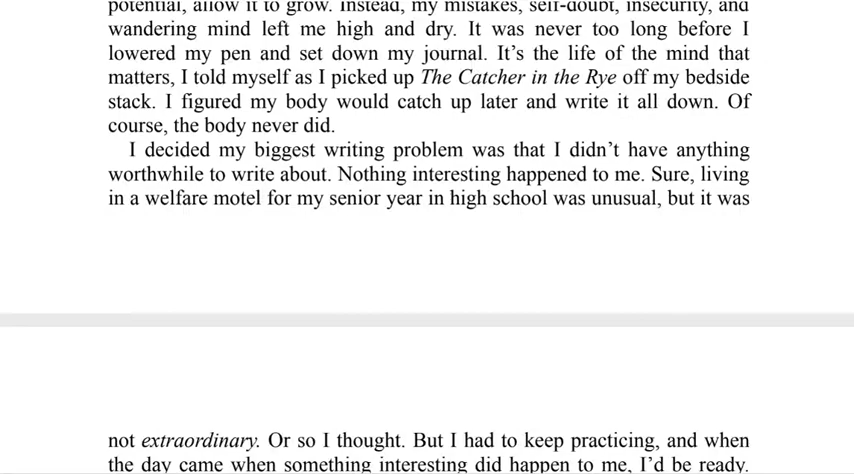 potential, allow it to grow. Instead, my mistakes, self-doubt, insecurity, and
wandering mind left me high and dry. It was never too long before I
lowered my pen and set down my journal. It’s the life of the mind that
matters, I told myself as I picked up The Catcher in the Rye off my bedside
stack. I figured my body would catch up later and write it all down. Of
course, the body never did.
I decided my biggest writing problem was that I didn’t have anything
worthwhile to write about. Nothing interesting happened to me. Sure, living
in a welfare motel for my senior year in high school was unusual, but it was
not extraordinary. Or so I thought. But I had to keep practicing, and when
the day came when something interesting did happen to me, I’d be ready.